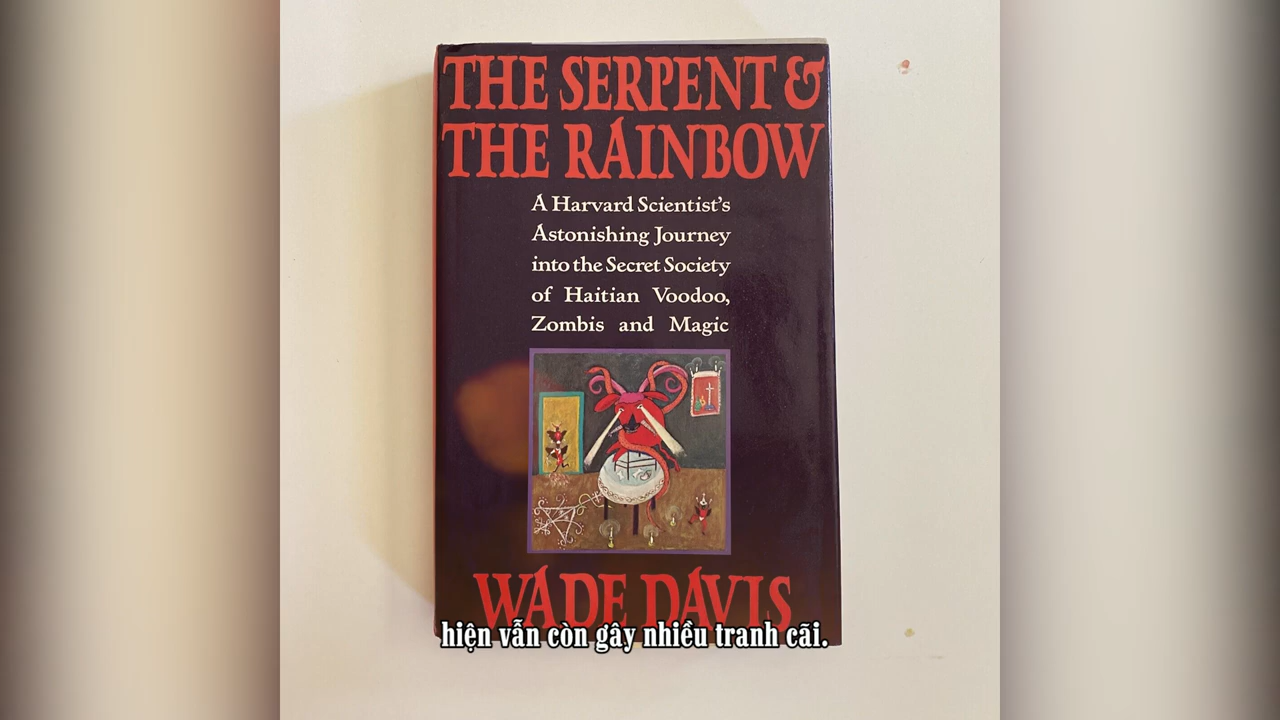 THE SERPENT &
THE RAINBOW
A Harvard Scientist's
Astonishing Journey
into the Secret Society
of Haitian Voodoo,
Zombis and Magic
WADE DAVIS
hiện vẫn còn gây nhiều tranh cãi.